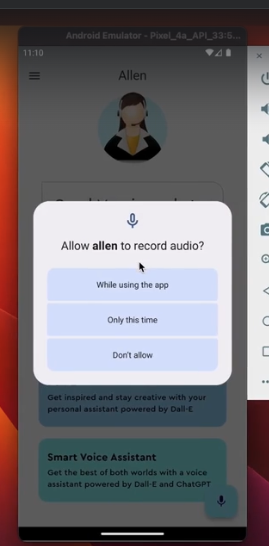 Android Emulator - Pixel_4a_API_33:5...
11:10
Allen
Allow allen to record audio?
While using the app
Only this time
Don't allow
Get inspired and stay creative with your
personal assistant powered by Dall-E
Smart Voice Assistant
Get the best of both worlds with a voice
assistant powered by Dall-E and ChatGPT